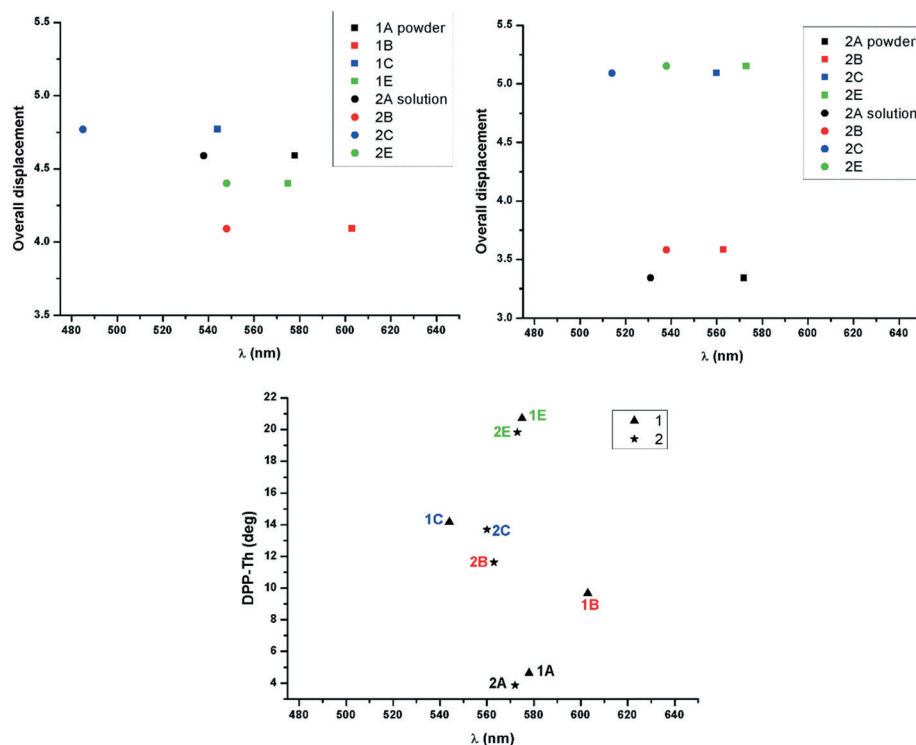 5.5
5.0
4.5
4.0
3.5
Overall displacement
480 500 520 540 560 580 600 620 640
λ (nm)
1A powder
1B
1C
1E
2A solution
2B
2C
2E
5.5
5.0
4.5
4.0
3.5
3.0
Overall displacement
480 500 520 540 560 580 600 620 640
λ (nm)
2A powder
2B
2C
2E
2A solution
2B
2C
2E
22
20
18
16
14
12
10
8
6
4
DPP-Th (deg)
1E
2E
1C
2C
2B
1B
1A
2A
1
2
480 500 520 540 560 580 600 620 640
λ (nm)